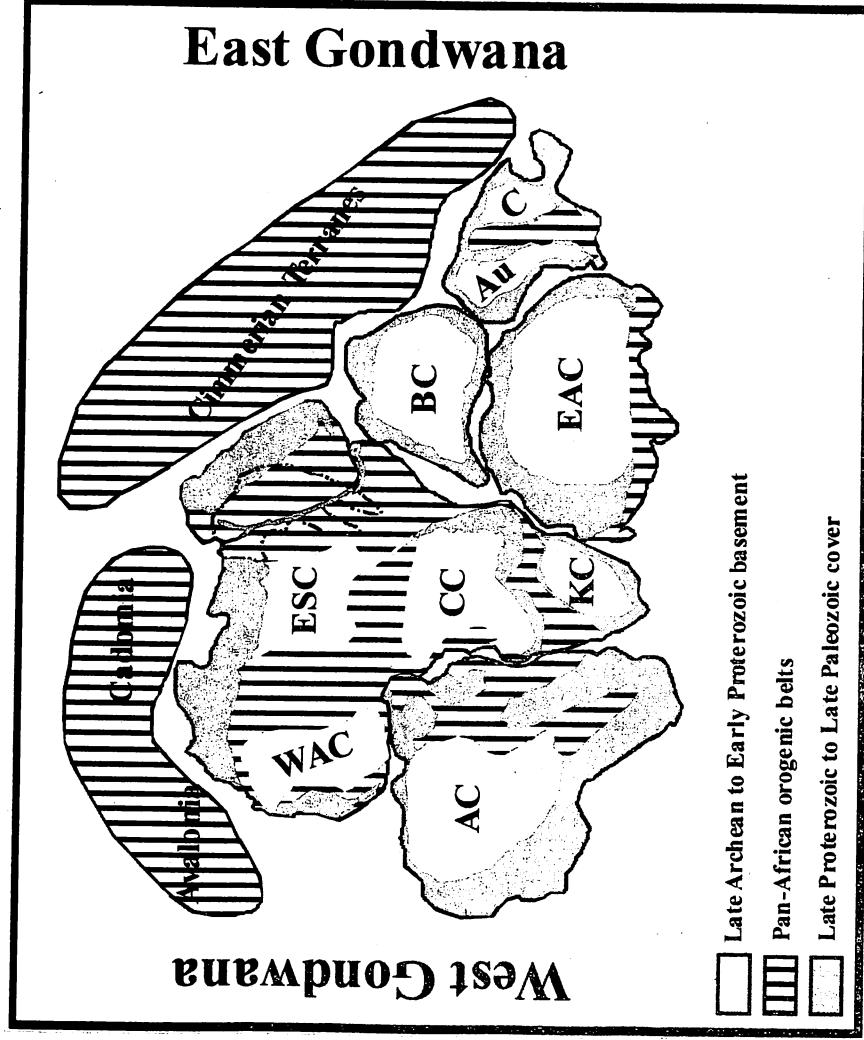 East Gondwana
Cimmerian Terranes
C
Au
BC
EAC
Cadomia
ESC
CC
KC
Avalonia
WAC
AC
West Gondwana
Late Archean to Early Proterozoic basement
Pan-African orogenic belts
Late Proterozoic to Late Paleozoic cover